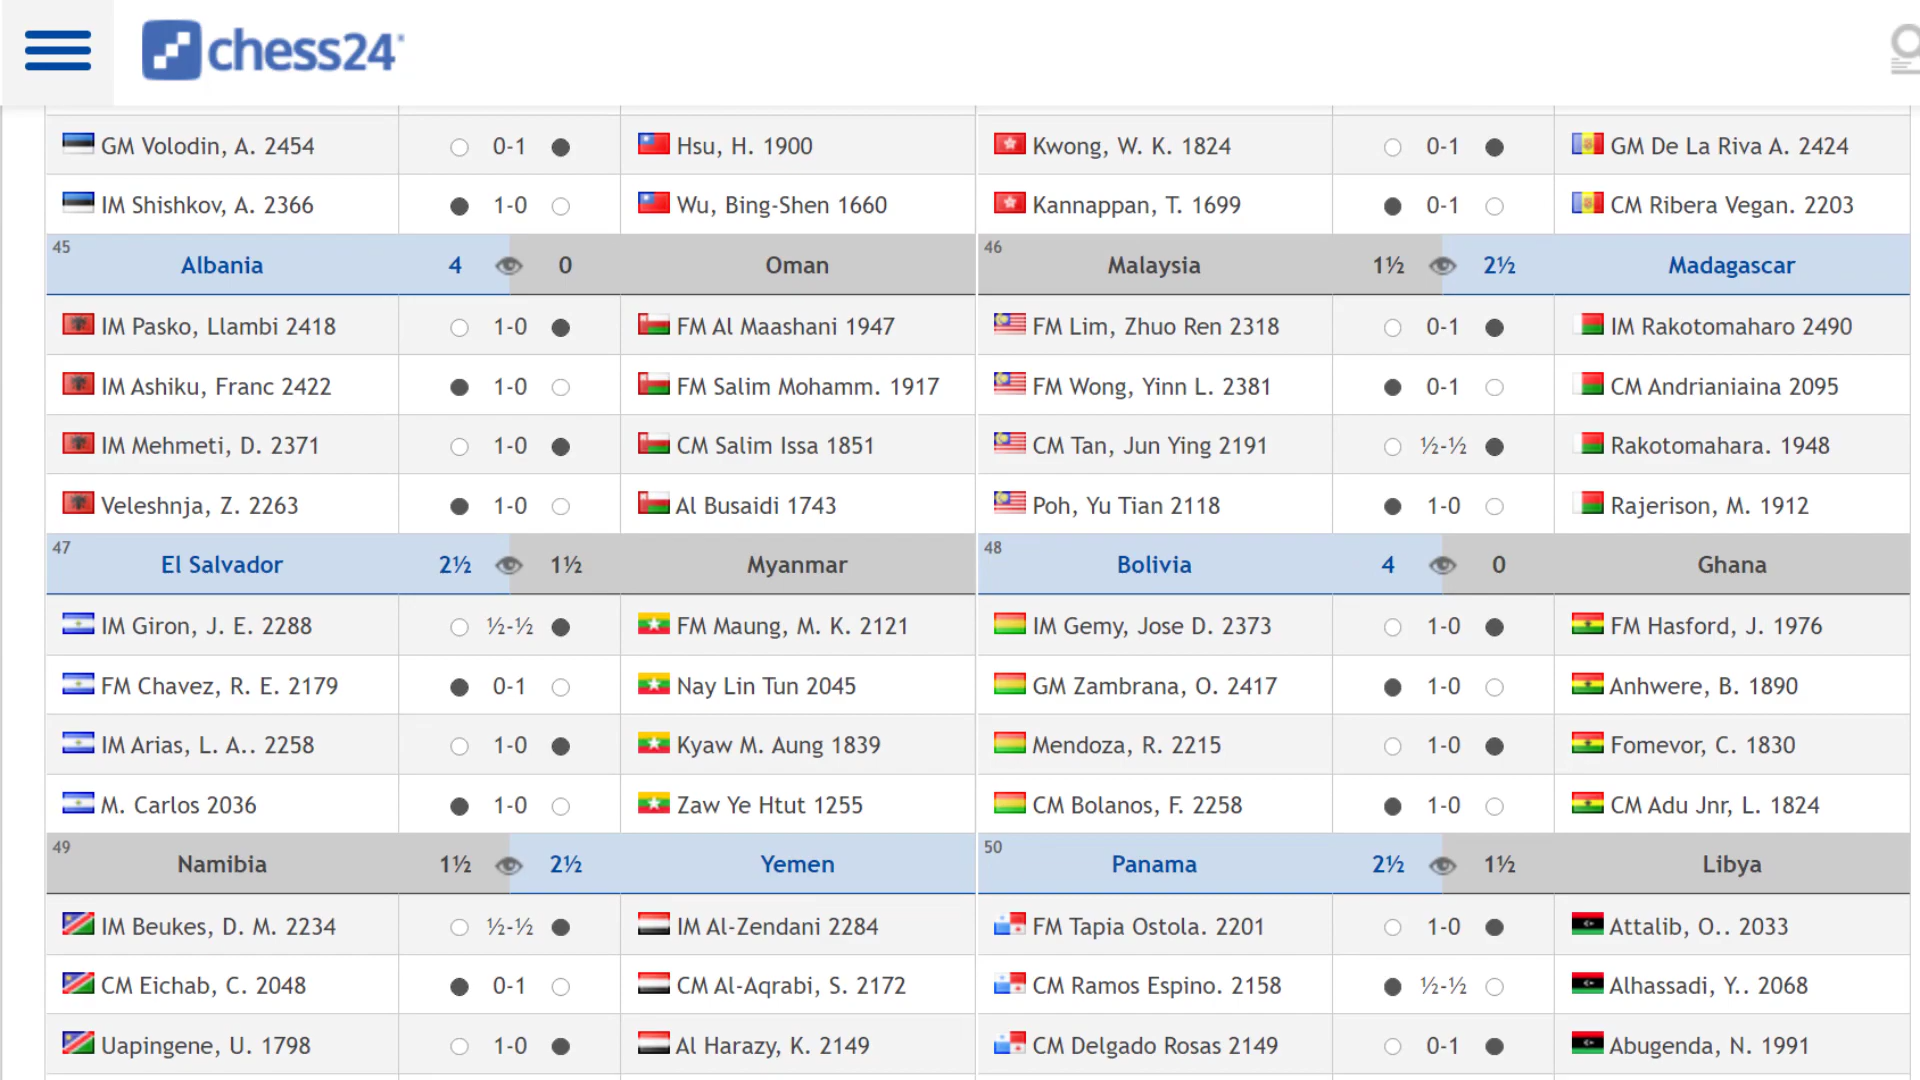 chess24
GM Volodin, A. 2454 0-1 Hsu, H. 1900 Kwong, W. K. 1824 0-1 GM De La Riva A. 2424
IM Shishkov, A. 2366 1-0 Wu, Bing-Shen 1660 Kannappan, T. 1699 0-1 CM Ribera Vegan. 2203
45 Albania 4 0 Oman 46 Malaysia 1½ 2½ Madagascar
IM Pasko, Llambi 2418 1-0 FM Al Maashani 1947 FM Lim, Zhuo Ren 2318 0-1 IM Rakotomaharo 2490
IM Ashiku, Franc 2422 1-0 FM Salim Mohamm. 1917 FM Wong, Yinn L. 2381 0-1 CM Andrianiaina 2095
IM Mehmeti, D. 2371 1-0 CM Salim Issa 1851 CM Tan, Jun Ying 2191 ½-½ Rakotomahara. 1948
Veleshnja, Z. 2263 1-0 Al Busaidi 1743 Poh, Yu Tian 2118 1-0 Rajerison, M. 1912
47 El Salvador 2½ 1½ Myanmar 48 Bolivia 4 0 Ghana
IM Giron, J. E. 2288 ½-½ FM Maung, M. K. 2121 IM Gemy, Jose D. 2373 1-0 FM Hasford, J. 1976
FM Chavez, R. E. 2179 0-1 Nay Lin Tun 2045 GM Zambrana, O. 2417 1-0 Anhwere, B. 1890
IM Arias, L. A.. 2258 1-0 Kyaw M. Aung 1839 Mendoza, R. 2215 1-0 Fomevor, C. 1830
M. Carlos 2036 1-0 Zaw Ye Htut 1255 CM Bolanos, F. 2258 1-0 CM Adu Jnr, L. 1824
49 Namibia 1½ 2½ Yemen 50 Panama 2½ 1½ Libya
IM Beukes, D. M. 2234 ½-½ IM Al-Zendani 2284 FM Tapia Ostola. 2201 1-0 Attalib, O.. 2033
CM Eichab, C. 2048 0-1 CM Al-Aqrabi, S. 2172 CM Ramos Espino. 2158 ½-½ Alhassadi, Y.. 2068
Uapingene, U. 1798 1-0 Al Harazy, K. 2149 CM Delgado Rosas 2149 0-1 Abugenda, N. 1991